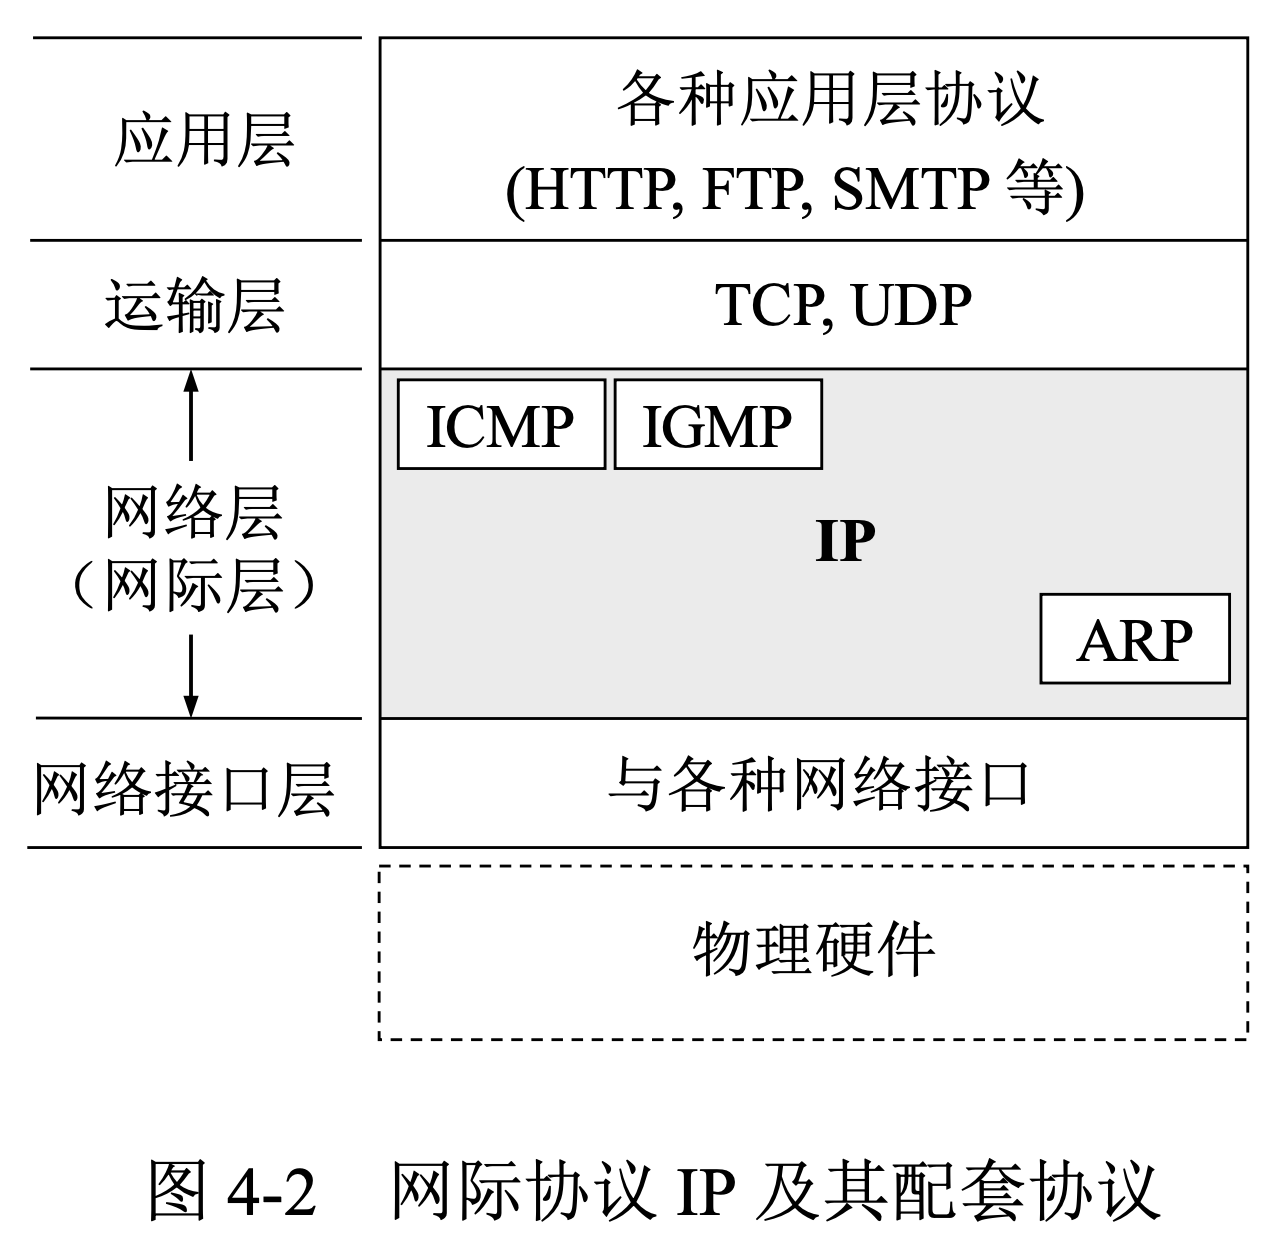 应用层
各种应用层协议
(HTTP, FTP, SMTP 等)
运输层
TCP, UDP
ICMP
IGMP
网络层
（网际层）
IP
ARP
网络接口层
与各种网络接口
物理硬件
图 4-2 网际协议 IP 及其配套协议